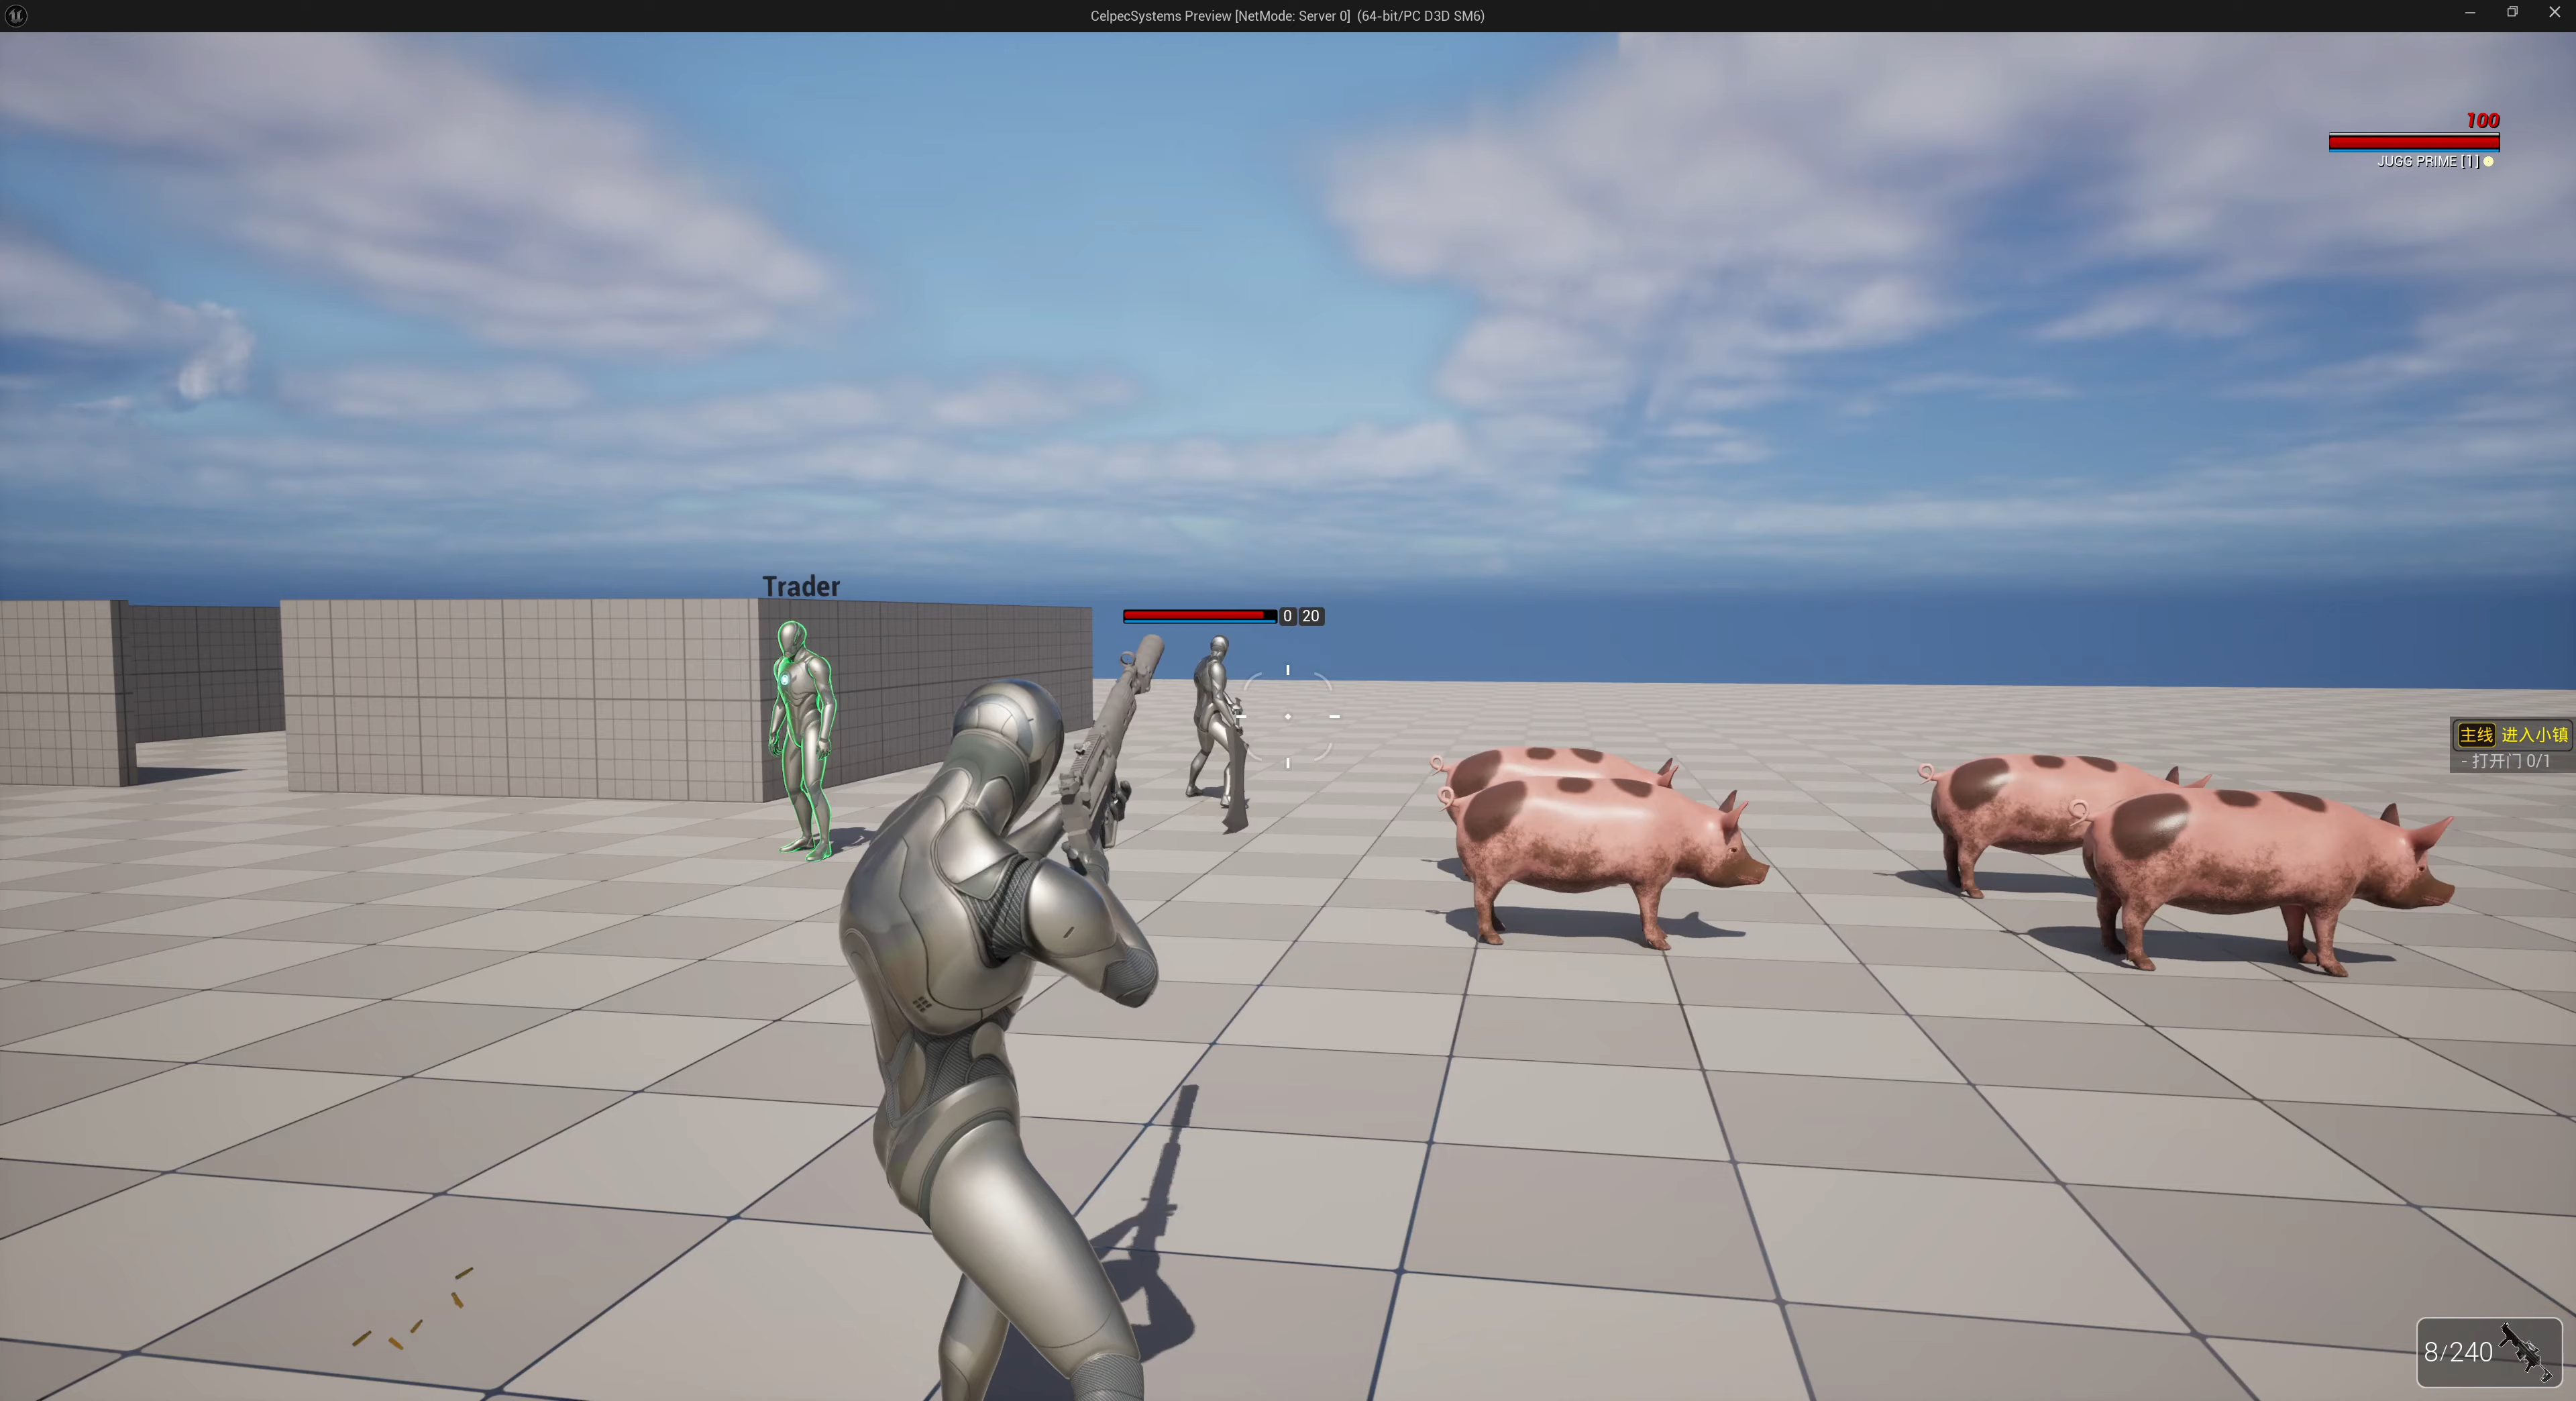 CelpecSystems Preview [NetMode: Server 0] (64-bit/PC D3D SM6)
100
JUGG PRIME [1]
Trader
0 20
主线 进入小镇
- 打开门 0/1
8/240